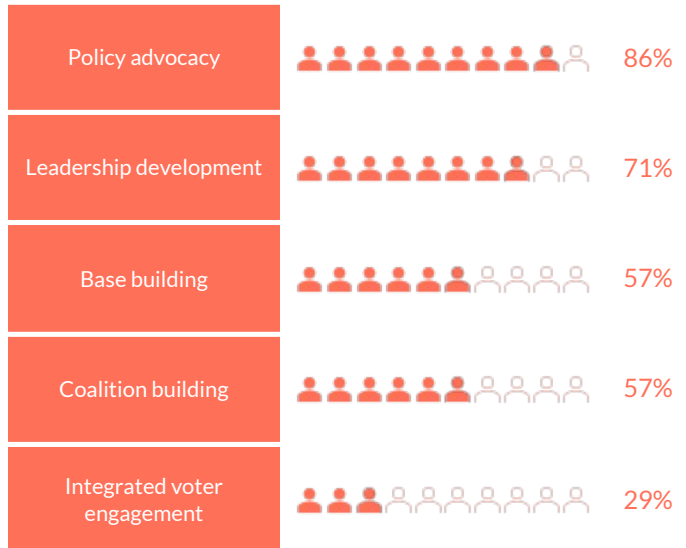 Policy advocacy
86%
Leadership development
71%
Base building
57%
Coalition building
57%
Integrated voter
engagement
29%